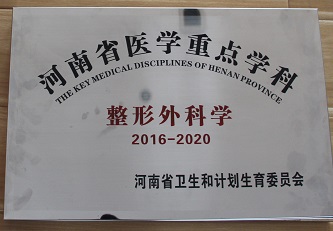 河南省医学重点学科
THE KEY MEDICAL DISCIPLINES OF HENAN PROVINCE
整形外科学
2016-2020
河南省卫生和计划生育委员会